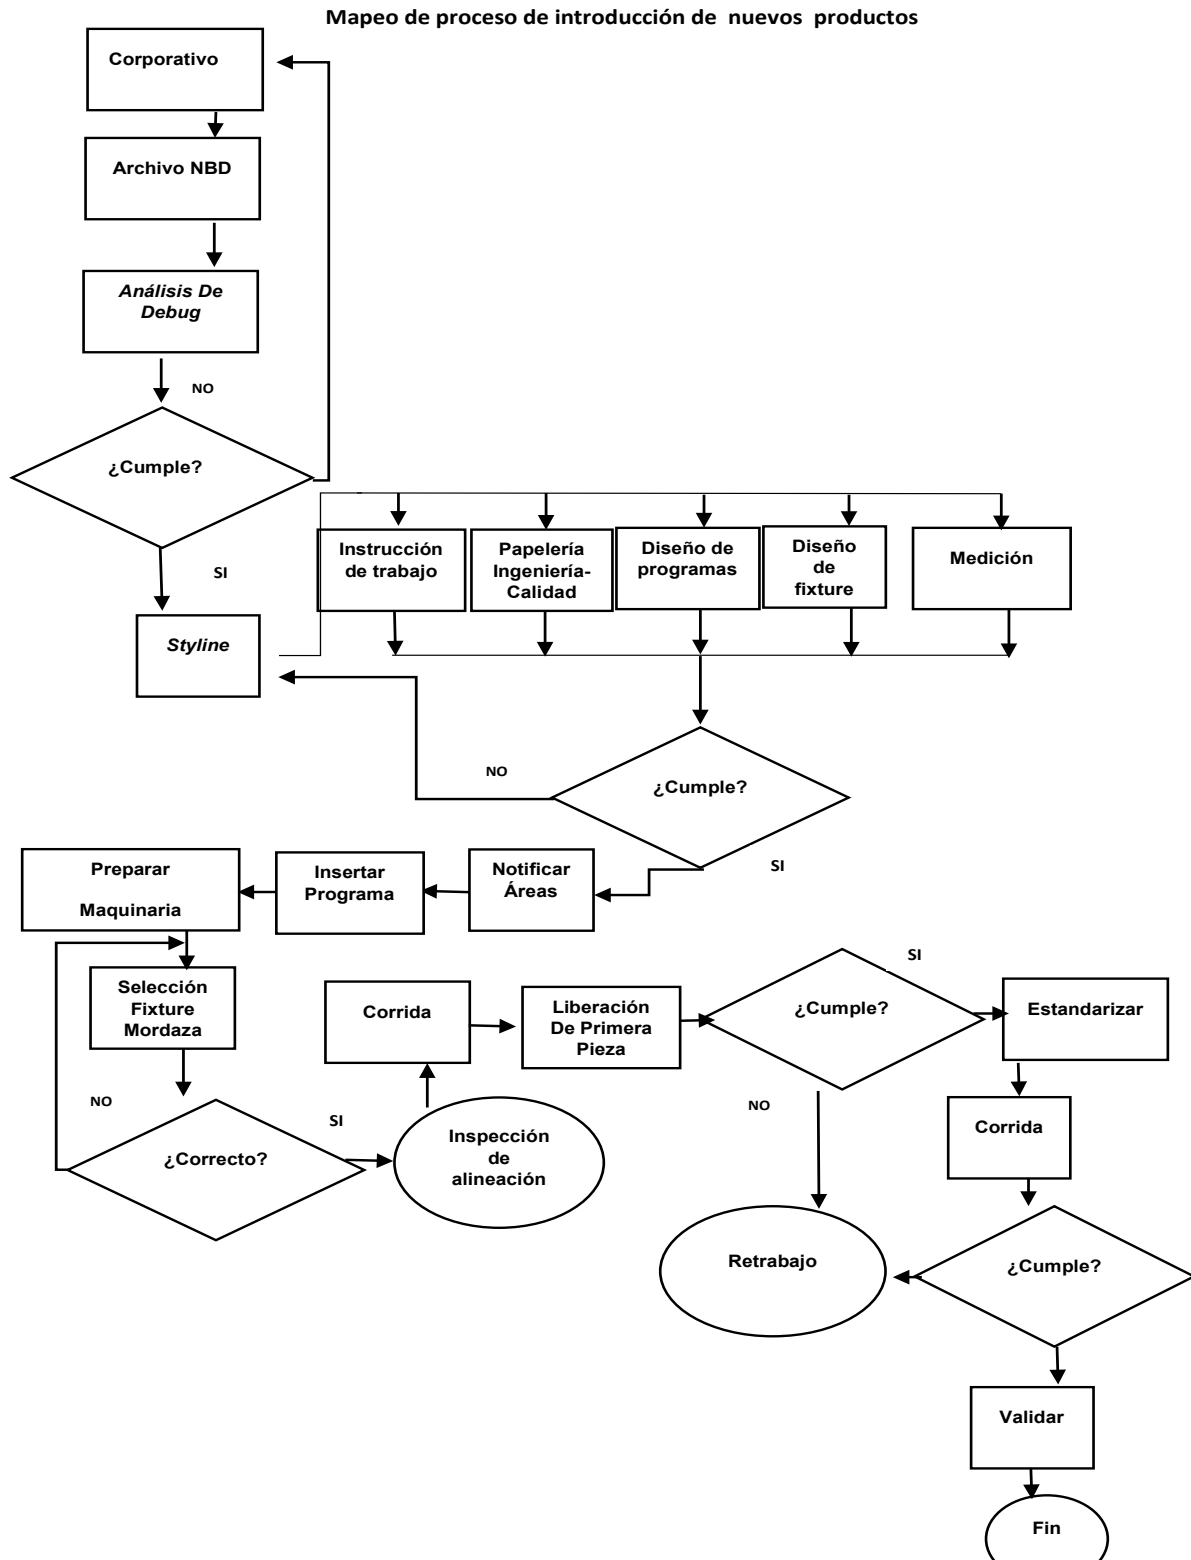 Mapeo de proceso de introducción de nuevos productos
Corporativo
Archivo NBD
Análisis De
Debug
NO
¿Cumple?
SI
Styline
Instrucción
de trabajo
Papelería
Ingeniería-
Calidad
Diseño de
programas
Diseño
de
fixture
Medición
NO
¿Cumple?
SI
Preparar
Maquinaria
Insertar
Programa
Notificar
Áreas
Selección
Fixture
Mordaza
NO
¿Correcto?
SI
Inspección
de
alineación
Corrida
Liberación
De Primera
Pieza
¿Cumple?
SI
NO
Estandarizar
Corrida
Retrabajo
¿Cumple?
Validar
Fin